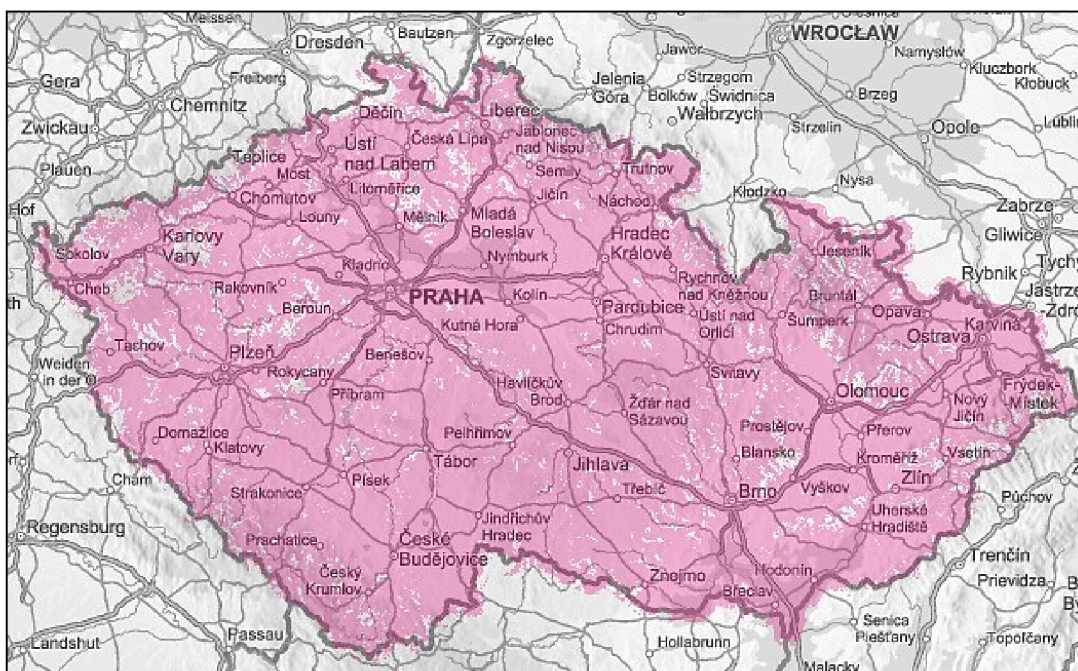 Meissen
Bautzen
Zgorzelec
Dresden
Jawor
WROCŁAW
Namysłów
Kluczbork
Kłobuck
Gera
Freiberg
Chemnitz
Jelenia
Góra
Strzegom
Bolków
Świdnica
Wałbrzych
Brzeg
Strzelin
Opole
Zwickau
Plauen
Hof
Děčín
Liberec
Ústí
nad Labem
Česká Lípa
Jablonec
nad Nisou
Teplice
Most
Semily
Trutnov
Chomutov
Litoměřice
Jičín
Náchod
Kłodzko
Nysa
Zabrze
Gliwice
Louny
Mělník
Mladá
Boleslav
Hradec
Králové
Karlovy
Vary
Sokolov
Cheb
Kladno
Nymburk
Jeseník
Rybnik
Rakovník
PRAHA
Kolín
Rychnov
nad Kněžnou
Bruntál
Beroun
Pardubice
Kutná Hora
Chrudim
Ústí nad
Orlicí
Šumperk
Opava
Karviná
Ostrava
Tachov
Plzeň
Benešov
Weiden
in der O
Rokycany
Svitavy
Příbram
Havlíčkův
Brod
Olomouc
Frýdek-
Místek
Nový
Jičín
Žďár nad
Sázavou
Domažlice
Klatovy
Pelhřimov
Prostějov
Přerov
Tábor
Jihlava
Blansko
Kroměříž
Vsetín
Cham
Strakonice
Písek
Třebíč
Brno
Vyškov
Zlín
Púchov
Regensburg
Jindřichův
Hradec
Uherské
Hradiště
Prachatice
České
Budějovice
Trenčín
Český
Krumlov
Znojmo
Hodonín
Prievidza
Břeclav
Landshut
Passau
Hollabrunn
Senica
Piešťany
Topoľčany
Malacky